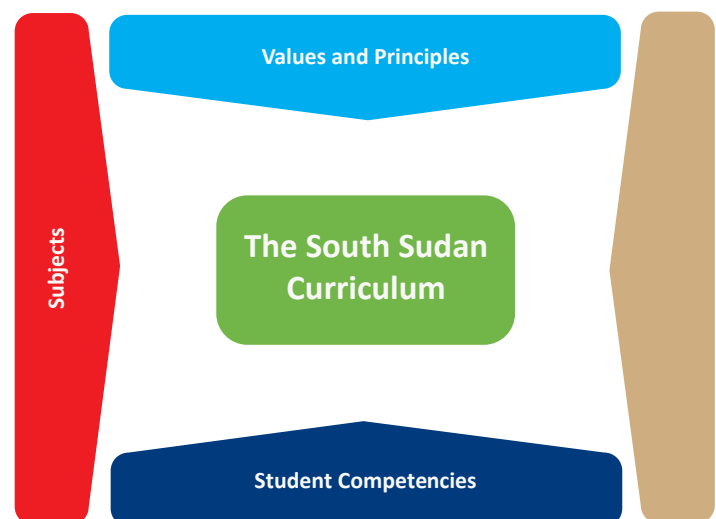 Values and Principles
Subjects
The South Sudan
Curriculum
Student Competencies